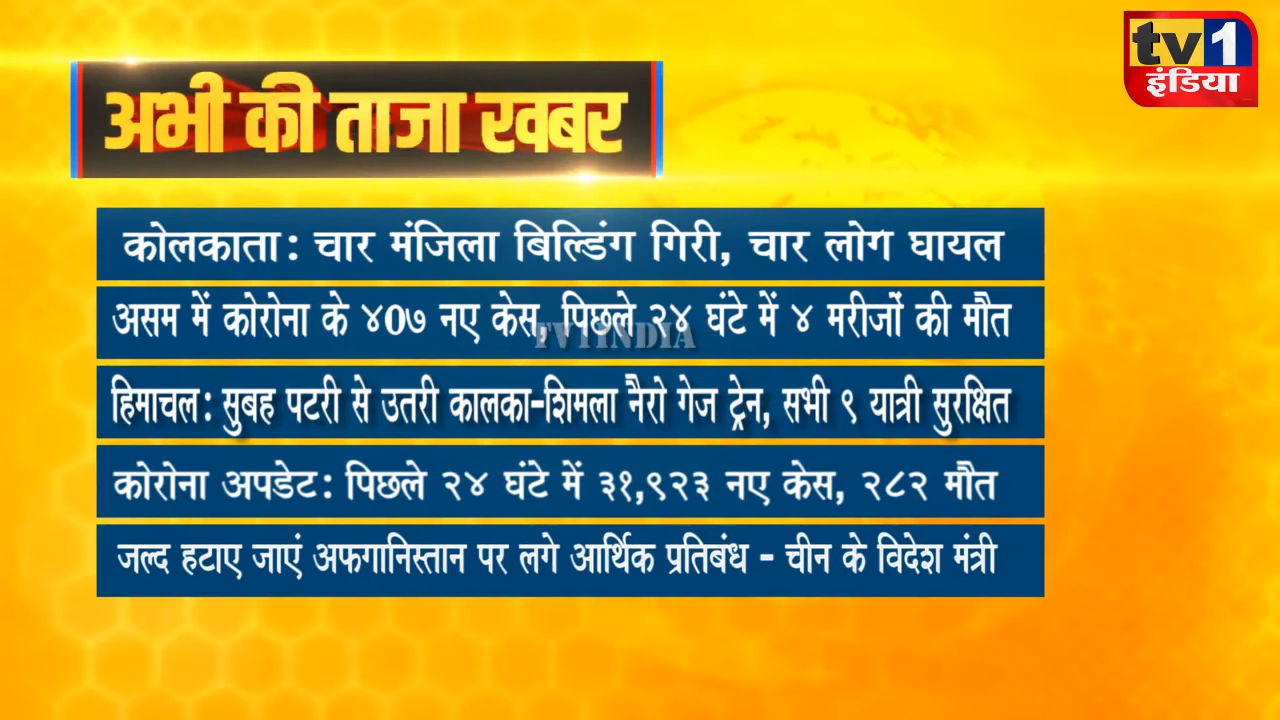 tv1
इंडिया
अभी की ताजा खबर
कोलकाता: चार मंजिला बिल्डिंग गिरी, चार लोग घायल
असम में कोरोना के ४0७ नए केस, पिछले २४ घंटे में ४ मरीजों की मौत
TV1INDIA
हिमाचल: सुबह पटरी से उतरी कालका-शिमला नैरो गेज ट्रेन, सभी ९ यात्री सुरक्षित
कोरोना अपडेट: पिछले २४ घंटे में ३१,९२३ नए केस, २८२ मौत
जल्द हटाए जाएं अफगानिस्तान पर लगे आर्थिक प्रतिबंध - चीन के विदेश मंत्री